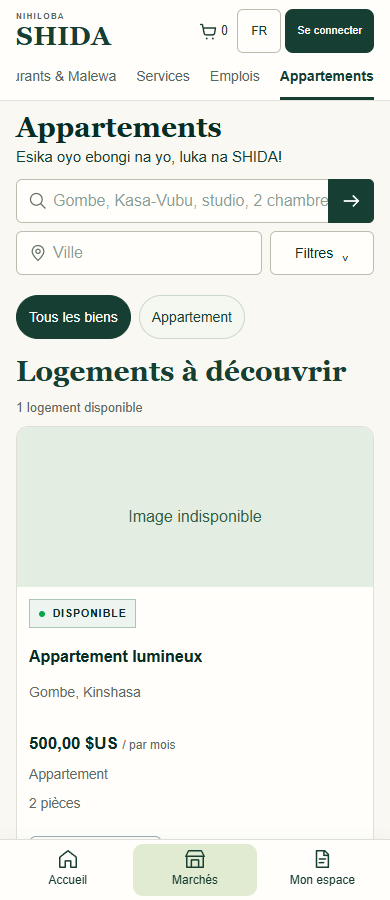 NIHILOBA
SHIDA
0
FR
Se connecter
urants & Malewa
Services
Emplois
Appartements
Appartements
Esika oyo ebongi na yo, luka na SHIDA!
Gombe, Kasa-Vubu, studio, 2 chambre
Ville
Filtres
Tous les biens
Appartement
Logements à découvrir
1 logement disponible
Image indisponible
DISPONIBLE
Appartement lumineux
Gombe, Kinshasa
500,00 $US / par mois
Appartement
2 pièces
Accueil
Marchés
Mon espace